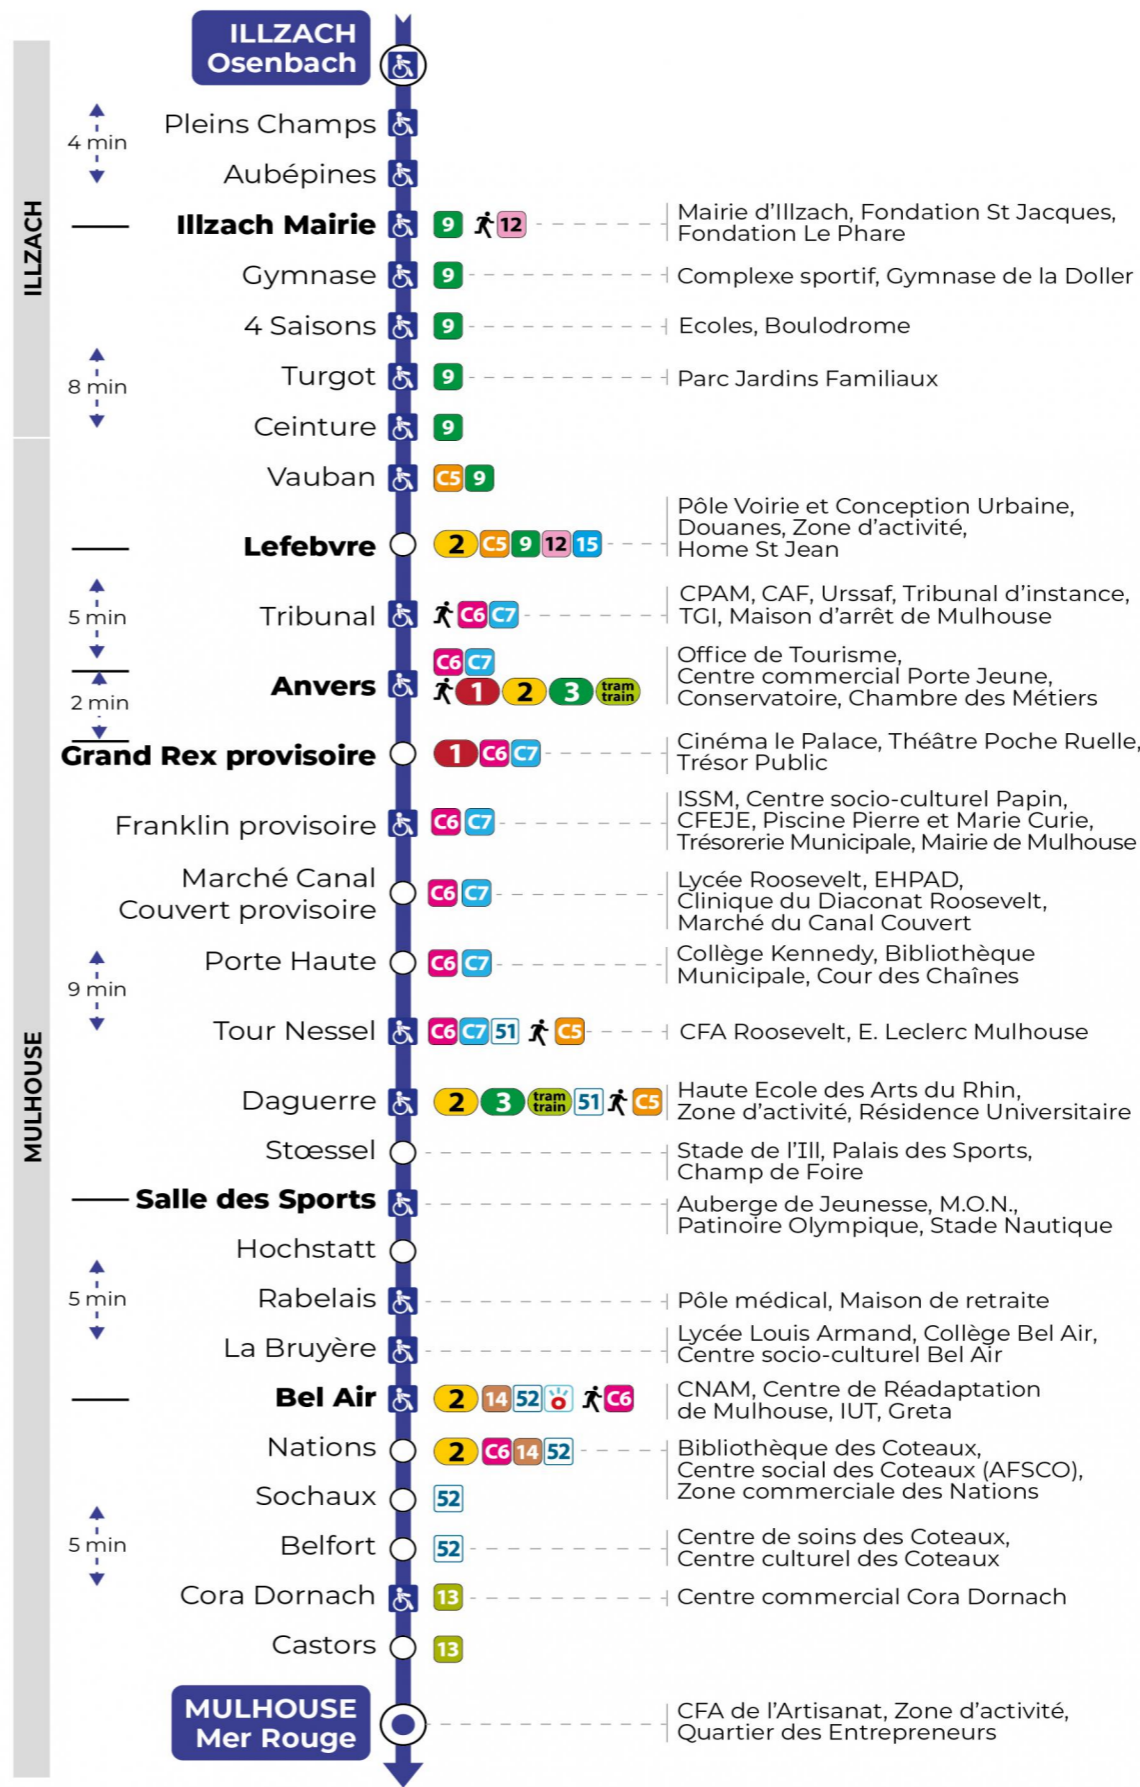 ILLZACH
Osenbach
ILLZACH
4 min
Pleins Champs
Aubépines
Illzach Mairie 9 12 Mairie d'Illzach, Fondation St Jacques,
Fondation Le Phare
Gymnase 9 Complexe sportif, Gymnase de la Doller
4 Saisons 9 Ecoles, Boulodrome
8 min
Turgot 9 Parc Jardins Familiaux
Ceinture 9
MULHOUSE
Vauban C5 9
Lefebvre 2 C5 9 12 15 Pôle Voirie et Conception Urbaine,
Douanes, Zone d'activité,
Home St Jean
5 min
Tribunal C6 C7 CPAM, CAF, Urssaf, Tribunal d'instance,
TGI, Maison d'arrêt de Mulhouse
Anvers C6 C7
1 2 3 tram train
Office de Tourisme,
Centre commercial Porte Jeune,
Conservatoire, Chambre des Métiers
2 min
Grand Rex provisoire 1 C6 C7 Cinéma le Palace, Théâtre Poche Ruelle,
Trésor Public
Franklin provisoire C6 C7 ISSM, Centre socio-culturel Papin,
CFEJE, Piscine Pierre et Marie Curie,
Trésorerie Municipale, Mairie de Mulhouse
Marché Canal
Couvert provisoire C6 C7 Lycée Roosevelt, EHPAD,
Clinique du Diaconat Roosevelt,
Marché du Canal Couvert
Porte Haute C6 C7 Collège Kennedy, Bibliothèque
Municipale, Cour des Chaînes
9 min
Tour Nessel C6 C7 51 C5 CFA Roosevelt, E. Leclerc Mulhouse
Daguerre 2 3 tram train 51 C5 Haute Ecole des Arts du Rhin,
Zone d'activité, Résidence Universitaire
Stœssel Stade de l'Ill, Palais des Sports,
Champ de Foire
Salle des Sports Auberge de Jeunesse, M.O.N.,
Patinoire Olympique, Stade Nautique
Hochstatt
5 min
Rabelais Pôle médical, Maison de retraite
La Bruyère Lycée Louis Armand, Collège Bel Air,
Centre socio-culturel Bel Air
Bel Air 2 14 52 C6 CNAM, Centre de Réadaptation
de Mulhouse, IUT, Greta
Nations 2 C6 14 52 Bibliothèque des Coteaux,
Centre social des Coteaux (AFSCO),
Zone commerciale des Nations
Sochaux 52
5 min
Belfort 52 Centre de soins des Coteaux,
Centre culturel des Coteaux
Cora Dornach 13 Centre commercial Cora Dornach
Castors 13
MULHOUSE
Mer Rouge
CFA de l'Artisanat, Zone d'activité,
Quartier des Entrepreneurs